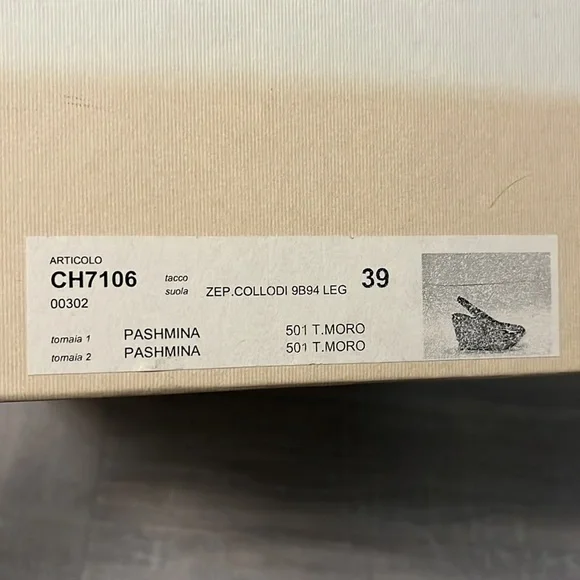 ARTICOLO
CH7106
00302
tacco
suola ZEP.COLLODI 9B94 LEG 39
tomaia 1 PASHMINA 501 T.MORO
tomaia 2 PASHMINA 501 T.MORO